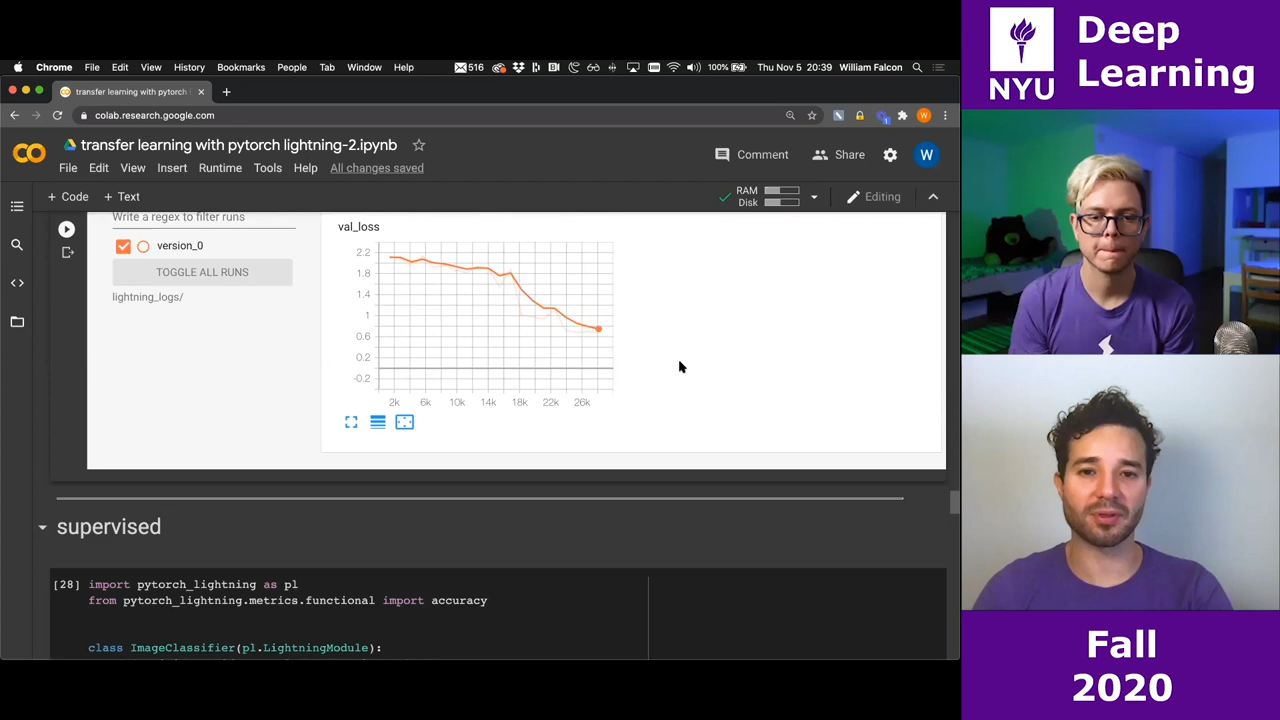 Chrome File Edit View History Bookmarks People Tab Window Help 516 100% Thu Nov 5 20:39 William Falcon
transfer learning with pytorch l
colab.research.google.com
W
transfer learning with pytorch lightning-2.ipynb
Comment Share W
File Edit View Insert Runtime Tools Help All changes saved
+ Code + Text RAM Disk Editing
Write a regex to filter runs
version_0
TOGGLE ALL RUNS
lightning_logs/
val_loss
2.2
1.8
1.4
1
0.6
0.2
-0.2
2k 6k 10k 14k 18k 22k 26k
supervised
[28] import pytorch_lightning as pl
from pytorch_lightning.metrics.functional import accuracy
class ImageClassifier(pl.LightningModule):
NYU
Deep
Learning
Fall
2020